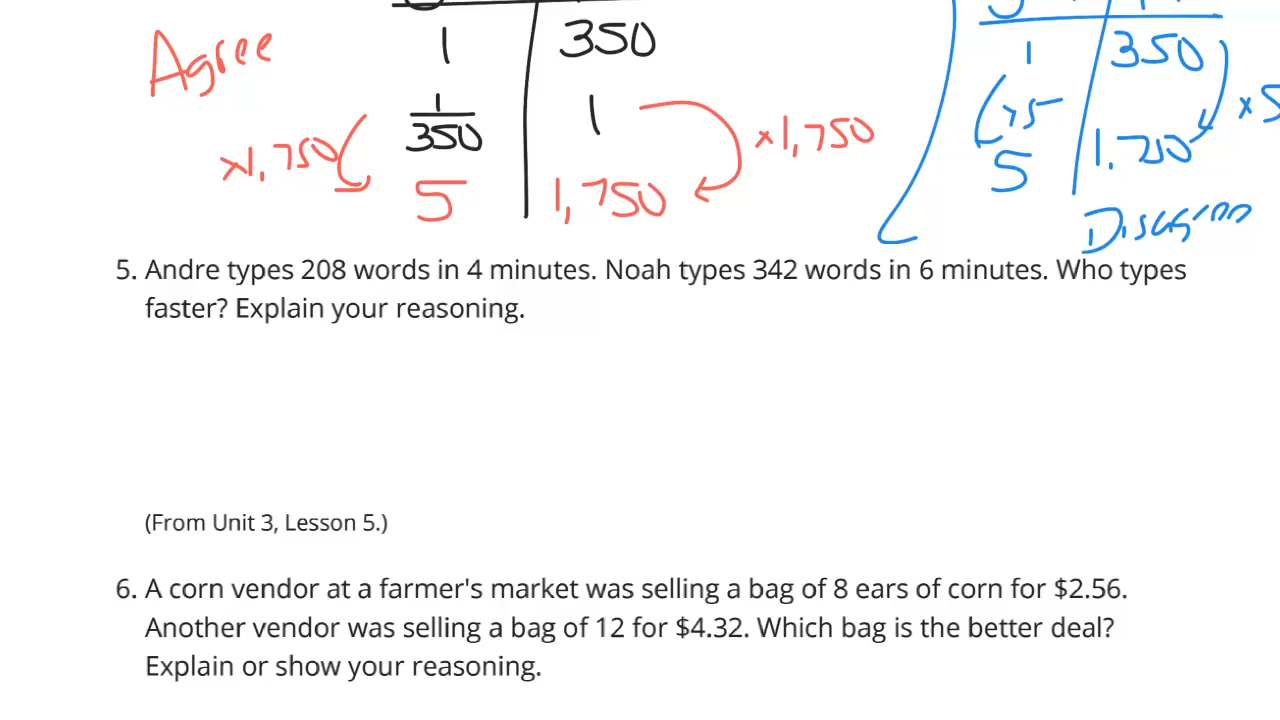 Agree
1 350
1/350 1
×1,750
×1,750
5 1,750
1 350
×5
×5
5 1,750
5. Andre types 208 words in 4 minutes. Noah types 342 words in 6 minutes. Who types
faster? Explain your reasoning.
(From Unit 3, Lesson 5.)
6. A corn vendor at a farmer's market was selling a bag of 8 ears of corn for $2.56.
Another vendor was selling a bag of 12 for $4.32. Which bag is the better deal?
Explain or show your reasoning.